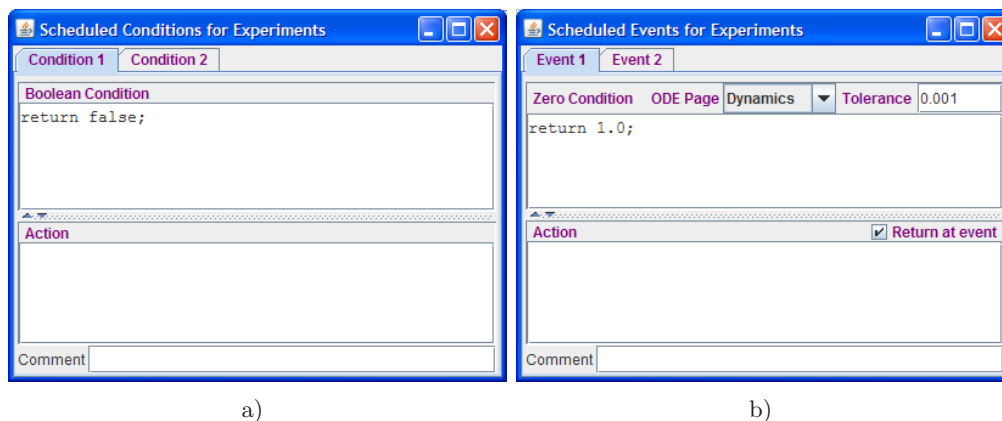 Scheduled Conditions for Experiments
Condition 1 Condition 2
Boolean Condition
return false;
Action
Comment
Scheduled Events for Experiments
Event 1 Event 2
Zero Condition ODE Page Dynamics Tolerance 0.001
return 1.0;
Action Return at event
Comment
a)
b)